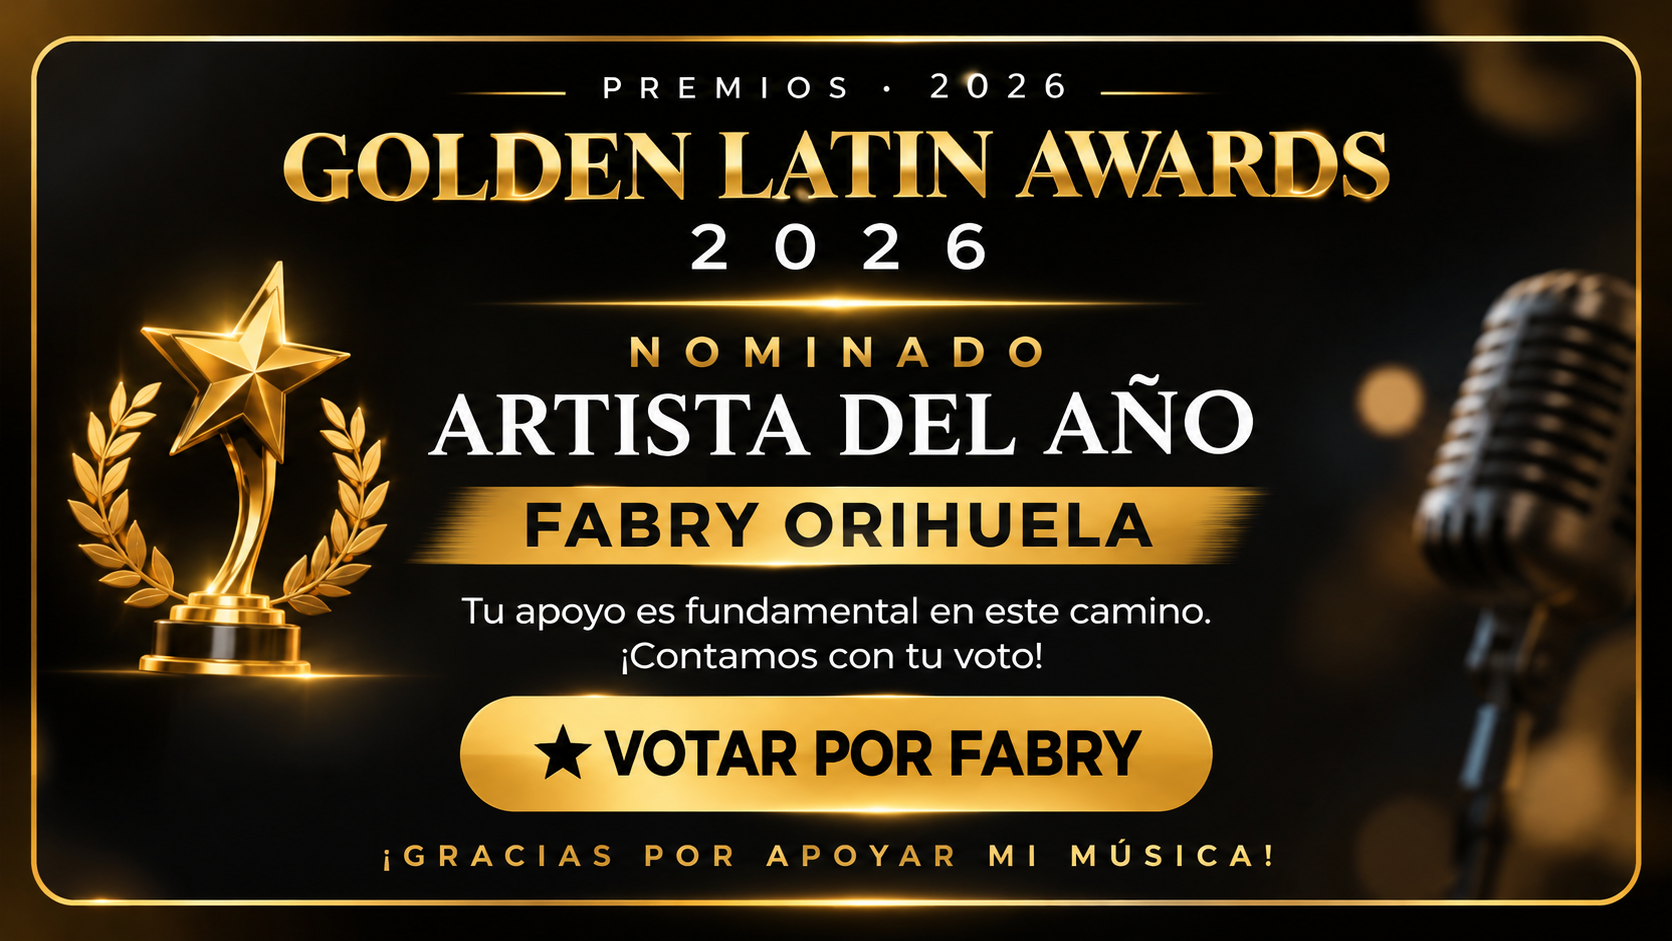 PREMIOS · 2026
GOLDEN LATIN AWARDS
2026
NOMINADO
ARTISTA DEL AÑO
FABRY ORIHUELA
Tu apoyo es fundamental en este camino.
¡Contamos con tu voto!
★ VOTAR POR FABRY
¡GRACIAS POR APOYAR MI MÚSICA!